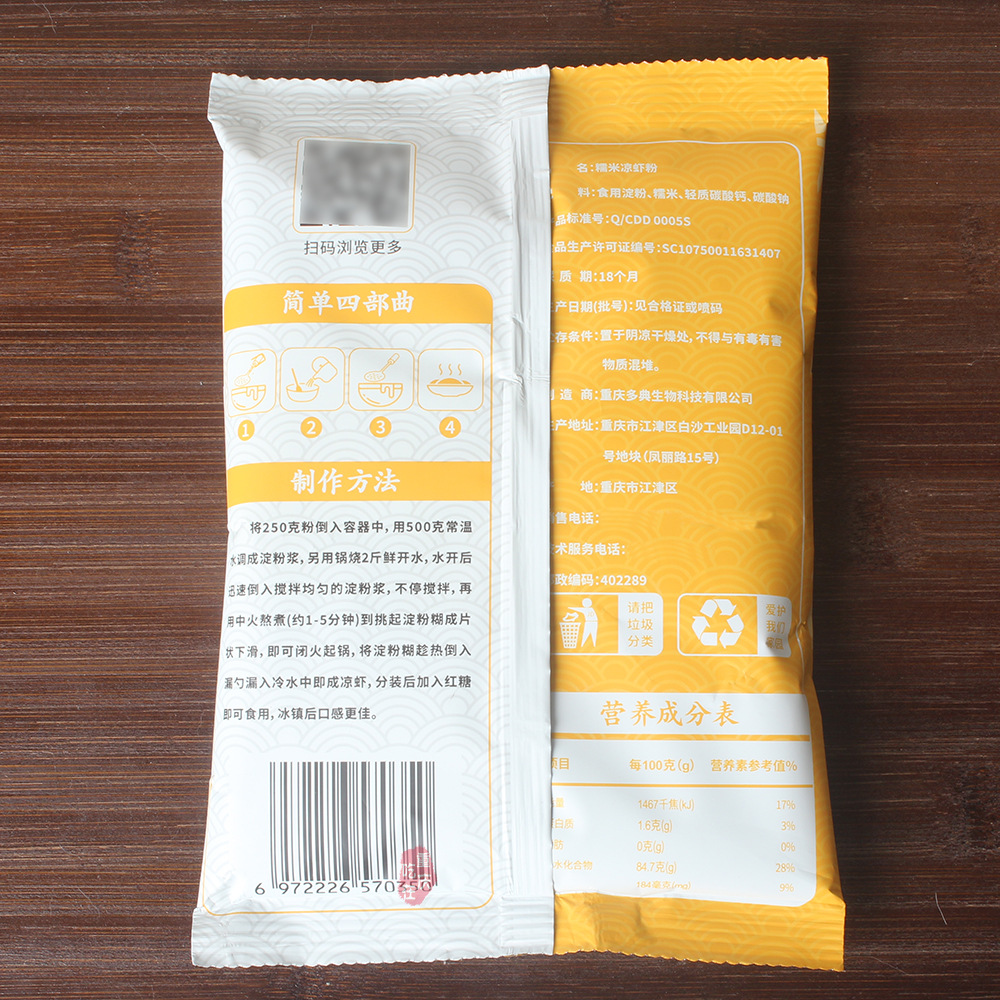 扫码浏览更多
简单四部曲
1 2 3 4
制作方法
将250克粉倒入容器中，用500克常温
水调成淀粉浆，另用锅烧2斤鲜开水，水开后
迅速倒入搅拌均匀的淀粉浆，不停搅拌，再
用中火熬煮(约1-5分钟)到挑起淀粉糊成片
状下滑，即可闭火起锅，将淀粉糊趁热倒入
漏勺漏入冷水中即成凉虾，分装后加入红糖
即可食用，冰镇后口感更佳。
6 972226 570350
名：糯米凉虾粉
料：食用淀粉、糯米、轻质碳酸钙、碳酸钠
品标准号：Q/CDD 0005S
品生产许可证编号：SC10750011631407
质 期：18个月
产日期(批号)：见合格证或喷码
存条件：置于阴凉干燥处，不得与有毒有害
物质混堆。
造 商：重庆多典生物科技有限公司
产地址：重庆市江津区白沙工业园D12-01
号地块（凤丽路15号）
地：重庆市江津区
售电话：
术服务电话：
政编码：402289
请把
垃圾
分类
爱护
我们
营养成分表
项目 每100克(g) 营养素参考值%
量 1467千焦(kJ) 17%
白质 1.6克(g) 3%
肪 0克(g) 0%
水化合物 84.7克(g) 28%
184毫克(mg) 9%